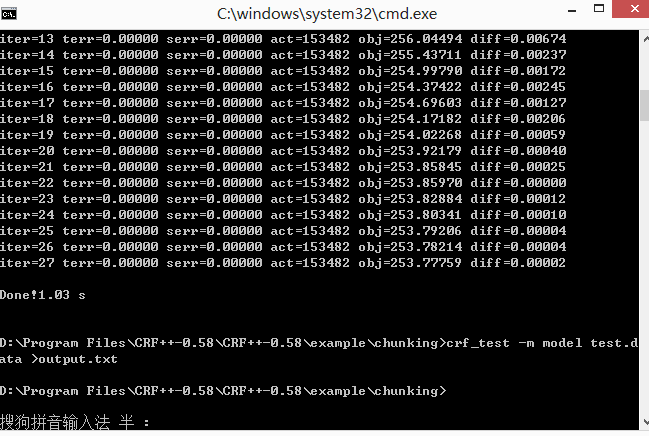 C:\windows\system32\cmd.exe
iter=13 terr=0.00000 serr=0.00000 act=153482 obj=256.04494 diff=0.00674
iter=14 terr=0.00000 serr=0.00000 act=153482 obj=255.43711 diff=0.00237
iter=15 terr=0.00000 serr=0.00000 act=153482 obj=254.99790 diff=0.00172
iter=16 terr=0.00000 serr=0.00000 act=153482 obj=254.37422 diff=0.00245
iter=17 terr=0.00000 serr=0.00000 act=153482 obj=254.69603 diff=0.00127
iter=18 terr=0.00000 serr=0.00000 act=153482 obj=254.17182 diff=0.00206
iter=19 terr=0.00000 serr=0.00000 act=153482 obj=254.02268 diff=0.00059
iter=20 terr=0.00000 serr=0.00000 act=153482 obj=253.92179 diff=0.00040
iter=21 terr=0.00000 serr=0.00000 act=153482 obj=253.85845 diff=0.00025
iter=22 terr=0.00000 serr=0.00000 act=153482 obj=253.85970 diff=0.00000
iter=23 terr=0.00000 serr=0.00000 act=153482 obj=253.82884 diff=0.00012
iter=24 terr=0.00000 serr=0.00000 act=153482 obj=253.80341 diff=0.00010
iter=25 terr=0.00000 serr=0.00000 act=153482 obj=253.79206 diff=0.00004
iter=26 terr=0.00000 serr=0.00000 act=153482 obj=253.78214 diff=0.00004
iter=27 terr=0.00000 serr=0.00000 act=153482 obj=253.77759 diff=0.00002
Done!1.03 s
D:\Program Files\CRF++-0.58\CRF++-0.58\example\chunking>crf_test -m model test.d
ata >output.txt
D:\Program Files\CRF++-0.58\CRF++-0.58\example\chunking>
搜狗拼音输入法 半 :